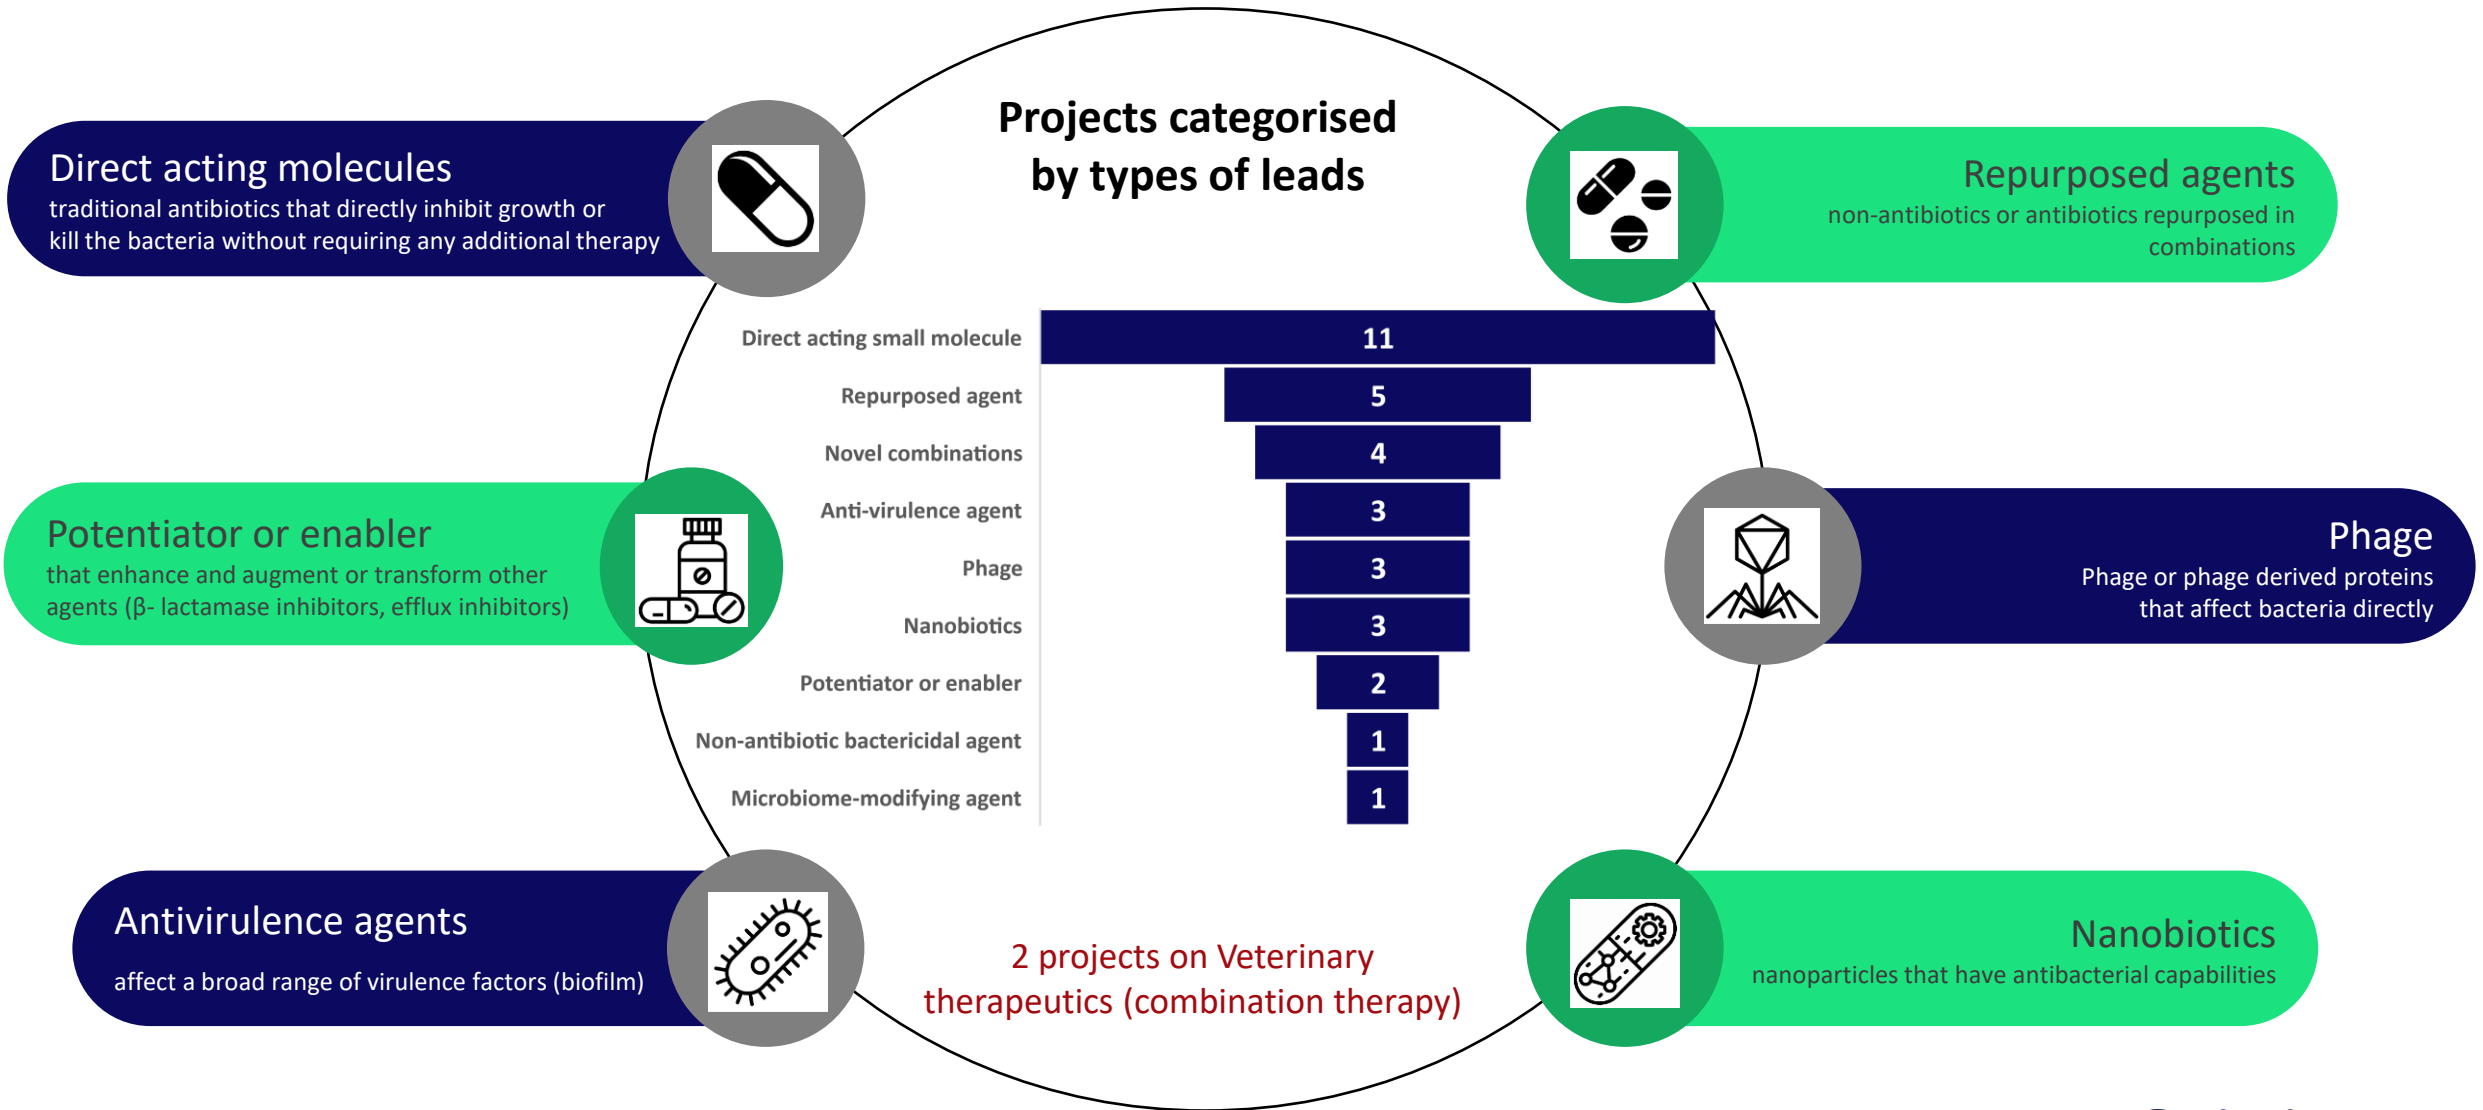 Projects categorised
by types of leads
Direct acting molecules
traditional antibiotics that directly inhibit growth or
kill the bacteria without requiring any additional therapy
Repurposed agents
non-antibiotics or antibiotics repurposed in
combinations
Direct acting small molecule 11
Repurposed agent 5
Novel combinations 4
Anti-virulence agent 3
Phage 3
Nanobiotics 3
Potentiator or enabler 2
Non-antibiotic bactericidal agent 1
Microbiome-modifying agent 1
Potentiator or enabler
that enhance and augment or transform other
agents (β- lactamase inhibitors, efflux inhibitors)
Phage
Phage or phage derived proteins
that affect bacteria directly
Antivirulence agents
affect a broad range of virulence factors (biofilm)
Nanobiotics
nanoparticles that have antibacterial capabilities
2 projects on Veterinary
therapeutics (combination therapy)